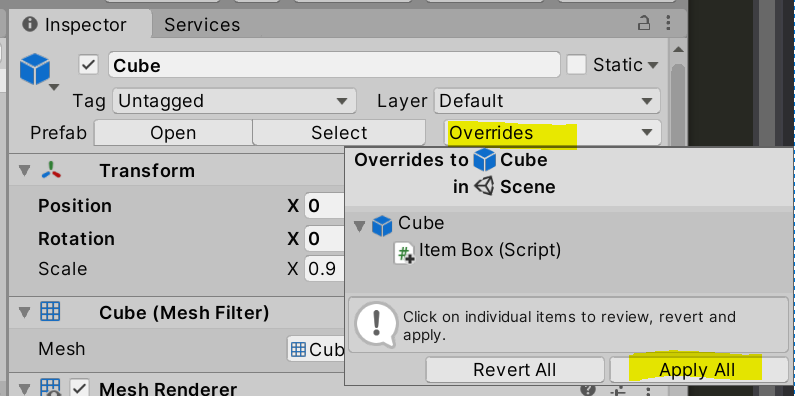 Inspector Services
Cube Static
Tag Untagged Layer Default
Prefab Open Select Overrides
Transform
Position X 0
Rotation X 0
Scale X 0.9
Cube (Mesh Filter)
Mesh Cub
Mesh Renderer
Overrides to Cube
in Scene
Cube
# Item Box (Script)
Click on individual items to review, revert and
apply.
Revert All Apply All